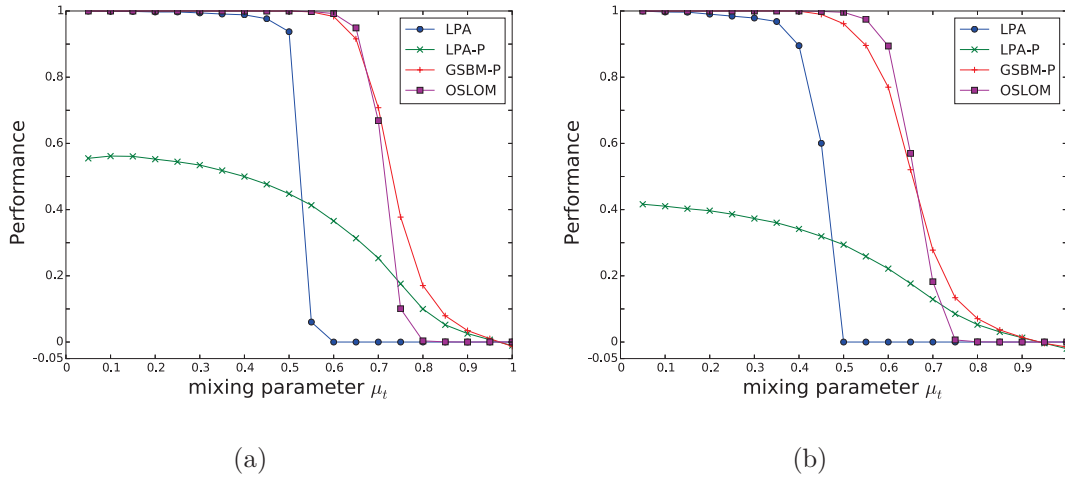 1
0.8
0.6
0.4
0.2
0
-0.05
Performance
0
0.1
0.2
0.3
0.4
0.5
0.6
0.7
0.8
0.9
1
mixing parameter μt
LPA
LPA-P
GSBM-P
OSLOM
(a)
1
0.8
0.6
0.4
0.2
0
-0.05
Performance
0
0.1
0.2
0.3
0.4
0.5
0.6
0.7
0.8
0.9
mixing parameter μt
LPA
LPA-P
GSBM-P
OSLOM
(b)